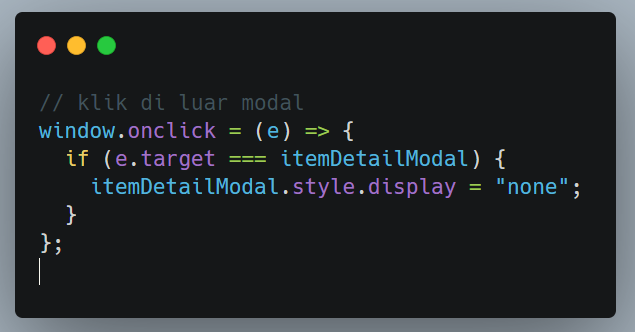 // klik di luar modal
window.onclick = (e) => {
  if (e.target === itemDetailModal) {
    itemDetailModal.style.display = "none";
  }
};